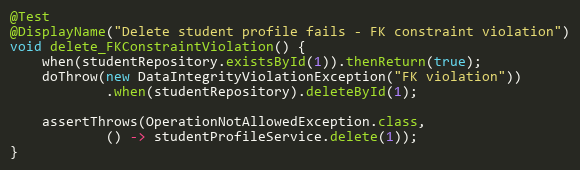 @Test
@DisplayName("Delete student profile fails - FK constraint violation")
void delete_FKConstraintViolation() {
    when(studentRepository.existsById(1)).thenReturn(true);
    doThrow(new DataIntegrityViolationException("FK violation"))
            .when(studentRepository).deleteById(1);

    assertThrows(OperationNotAllowedException.class,
            () -> studentProfileService.delete(1));
}